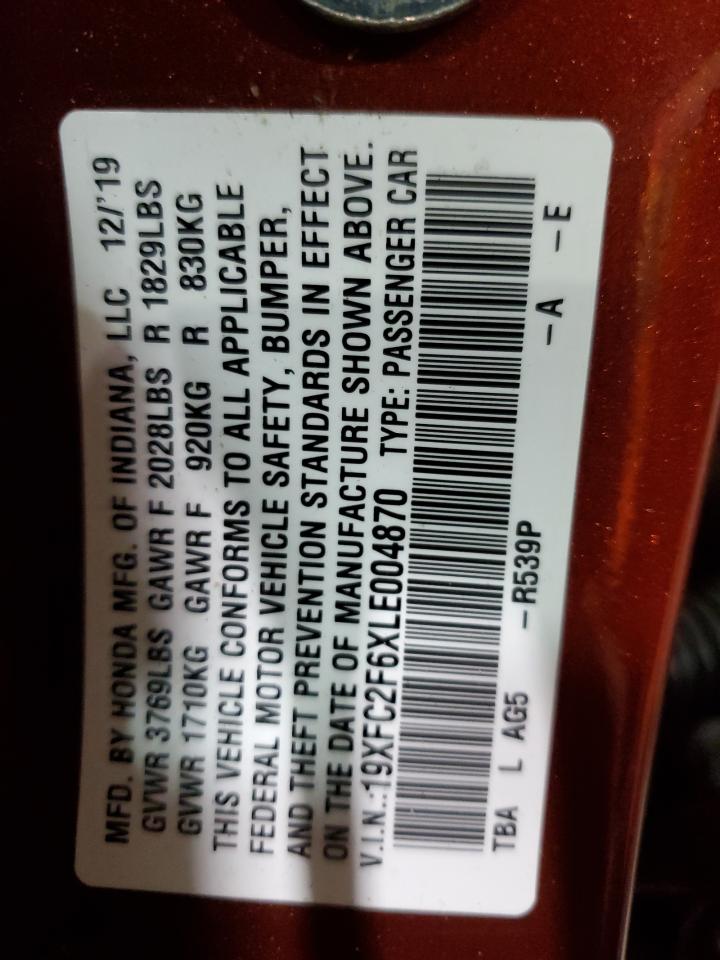 MFD. BY HONDA MFG. OF INDIANA, LLC 12/'19
GVWR 3769LBS GAWR F 2028LBS R 1829LBS
GVWR 1710KG GAWR F 920KG R 830KG
THIS VEHICLE CONFORMS TO ALL APPLICABLE
FEDERAL MOTOR VEHICLE SAFETY, BUMPER,
AND THEFT PREVENTION STANDARDS IN EFFECT
ON THE DATE OF MANUFACTURE SHOWN ABOVE.
V.I.N.:19XFC2F6XLE004870 TYPE: PASSENGER CAR
TBA L AG5 -R539P -A -E